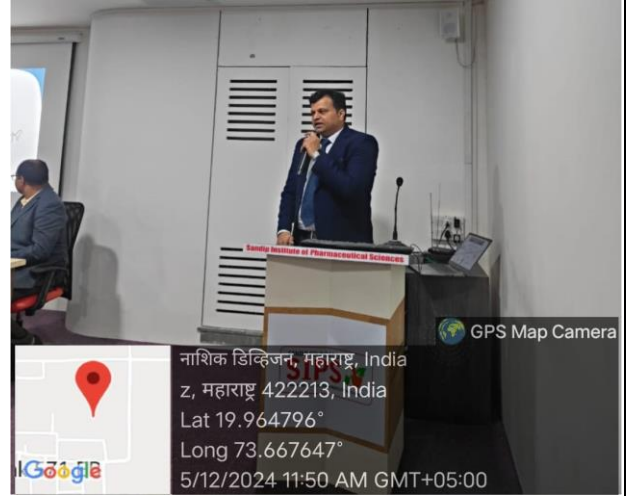 Sandip Institute of Pharmaceutical Sciences
SIPS
GPS Map Camera
नाशिक डिव्हिजन, महाराष्ट्र, India
z, महाराष्ट्र 422213, India
Lat 19.964796°
Long 73.667647°
5/12/2024 11:50 AM GMT+05:00
Google